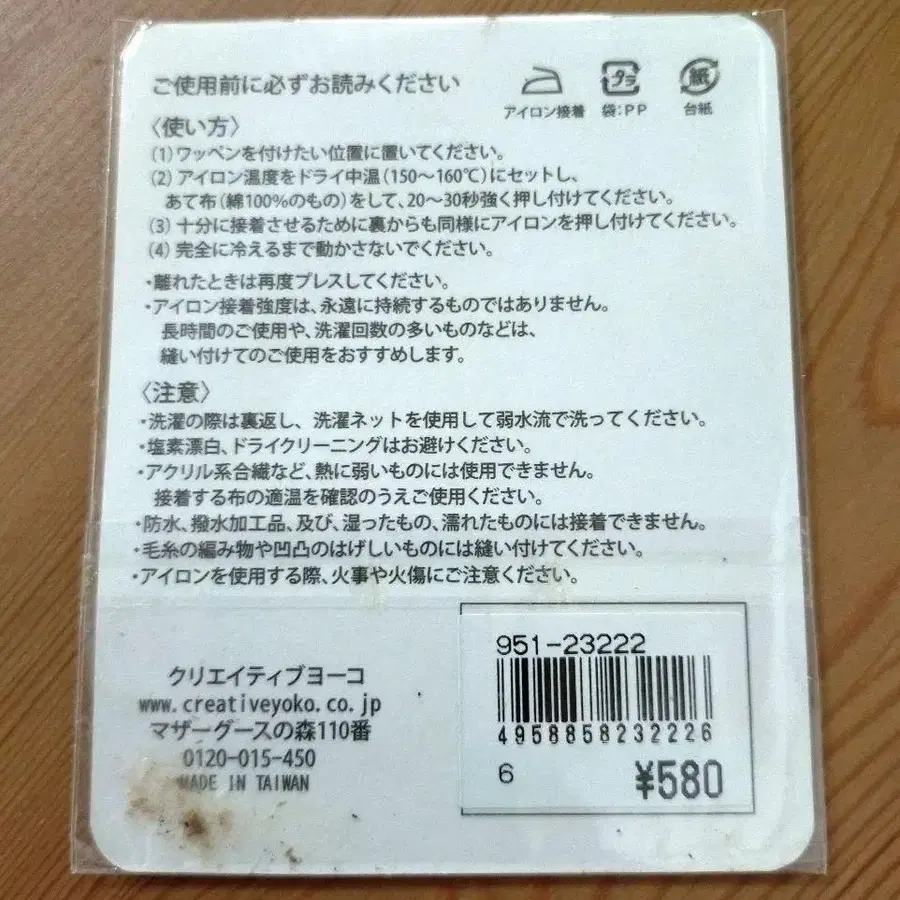 ご使用前に必ずお読みください
アイロン接着
プラ
袋：PP
紙
台紙
〈使い方〉
(1)ワッペンを付けたい位置に置いてください。
(2)アイロン温度をドライ中温(150～160℃)にセットし、
あて布(綿100%のもの)をして、20～30秒強く押し付けてください。
(3)十分に接着させるために裏からも同様にアイロンを押し付けてください。
(4)完全に冷えるまで動かさないでください。
・離れたときは再度プレスしてください。
・アイロン接着強度は、永遠に持続するものではありません。
長時間のご使用や、洗濯回数の多いものなどは、
縫い付けてのご使用をおすすめします。
〈注意〉
・洗濯の際は裏返し、洗濯ネットを使用して弱水流で洗ってください。
・塩素漂白、ドライクリーニングはお避けください。
・アクリル系合繊など、熱に弱いものには使用できません。
接着する布の適温を確認のうえご使用ください。
・防水、撥水加工品、及び、湿ったもの、濡れたものには接着できません。
・毛糸の編み物や凹凸のはげしいものには縫い付けてください。
・アイロンを使用する際、火事や火傷にご注意ください。
クリエイティブヨーコ
www.creativeyoko.co.jp
マザーグースの森110番
0120-015-450
MADE IN TAIWAN
951-23222
4958858232226
6
¥580